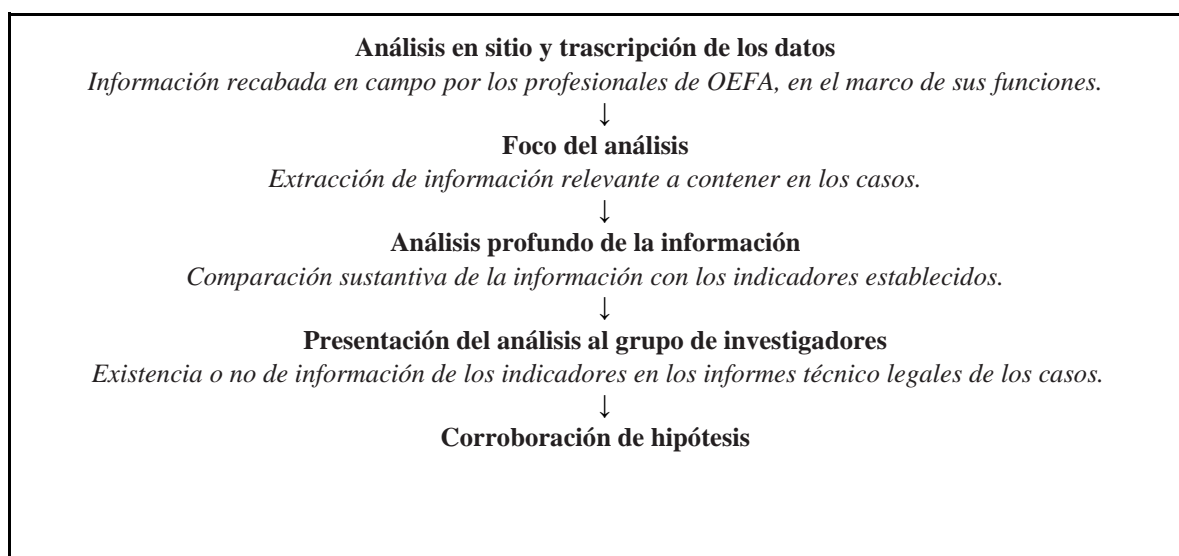 Análisis en sitio y trascripción de los datos
Información recabada en campo por los profesionales de OEFA, en el marco de sus funciones.
↓
Foco del análisis
Extracción de información relevante a contener en los casos.
↓
Análisis profundo de la información
Comparación sustantiva de la información con los indicadores establecidos.
↓
Presentación del análisis al grupo de investigadores
Existencia o no de información de los indicadores en los informes técnico legales de los casos.
↓
Corroboración de hipótesis